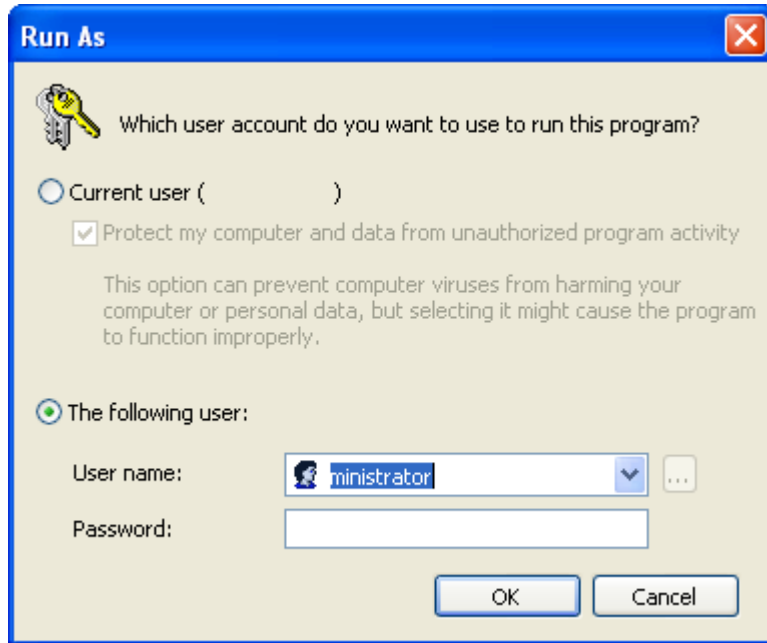 Run As
Which user account do you want to use to run this program?
Current user (                    )
Protect my computer and data from unauthorized program activity
This option can prevent computer viruses from harming your
computer or personal data, but selecting it might cause the program
to function improperly.
The following user:
User name: ministrator ...
Password:
OK Cancel